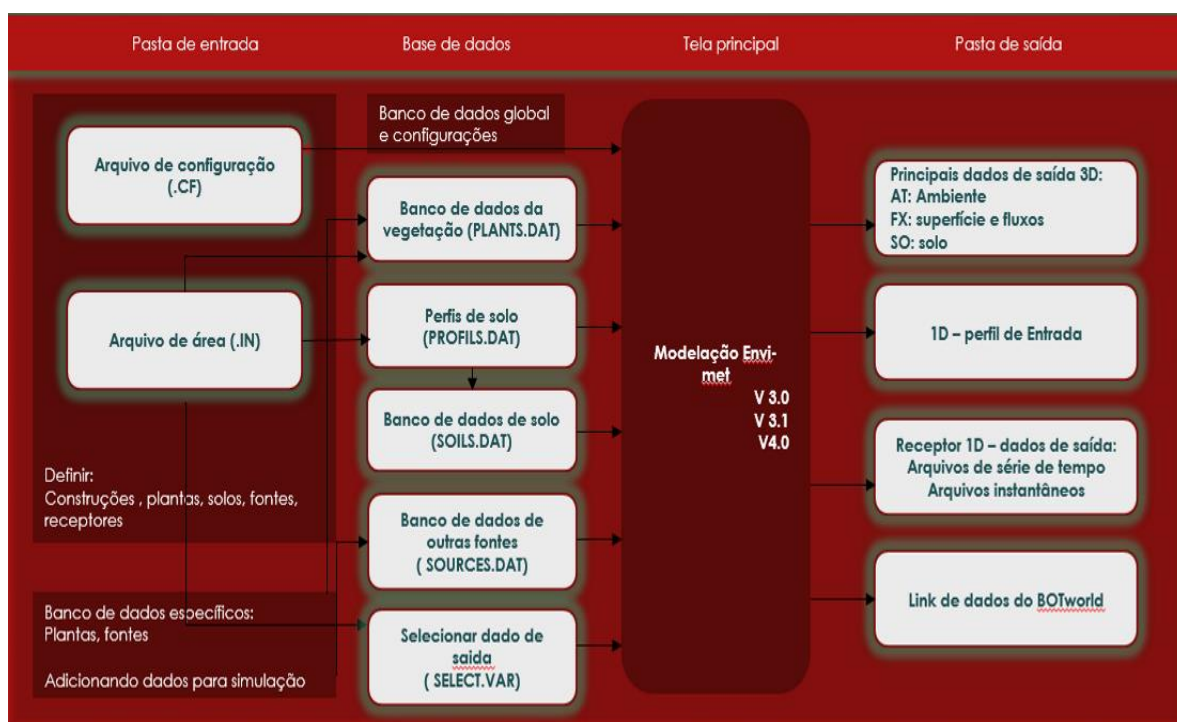 Pasta de entrada
Base de dados
Tela principal
Pasta de saída
Arquivo de configuração
(.CF)
Arquivo de área (.IN)
Definir:
Construções , plantas, solos, fontes,
receptores
Banco de dados específicos:
Plantas, fontes
Adicionando dados para simulação
Banco de dados global
e configurações
Banco de dados da
vegetação (PLANTS.DAT)
Perfis de solo
(PROFILS.DAT)
Banco de dados de solo
(SOILS.DAT)
Banco de dados de
outras fontes
( SOURCES.DAT)
Selecionar dado de
saida
( SELECT.VAR)
Modelação Envi-
met
V 3.0
V 3.1
V4.0
Principais dados de saída 3D:
AT: Ambiente
FX: superfície e fluxos
SO: solo
1D – perfil de Entrada
Receptor 1D – dados de saída:
Arquivos de série de tempo
Arquivos instantâneos
Link de dados do BOTworld